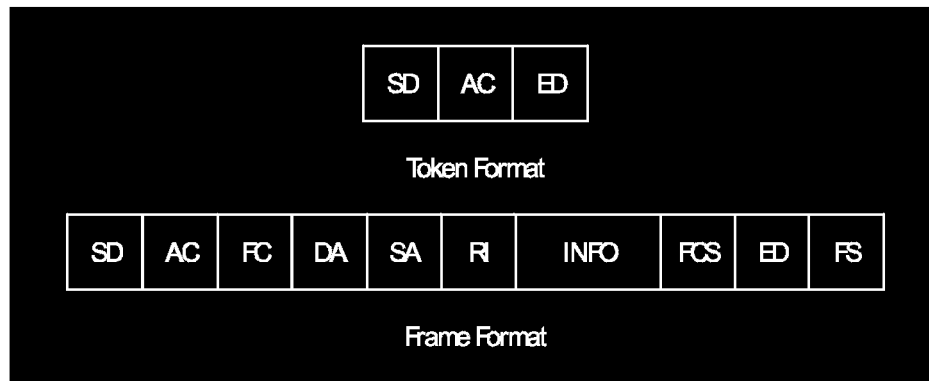 SD AC ED
Token Format
SD AC FC DA SA RI INFO FCS ED FS
Frame Format